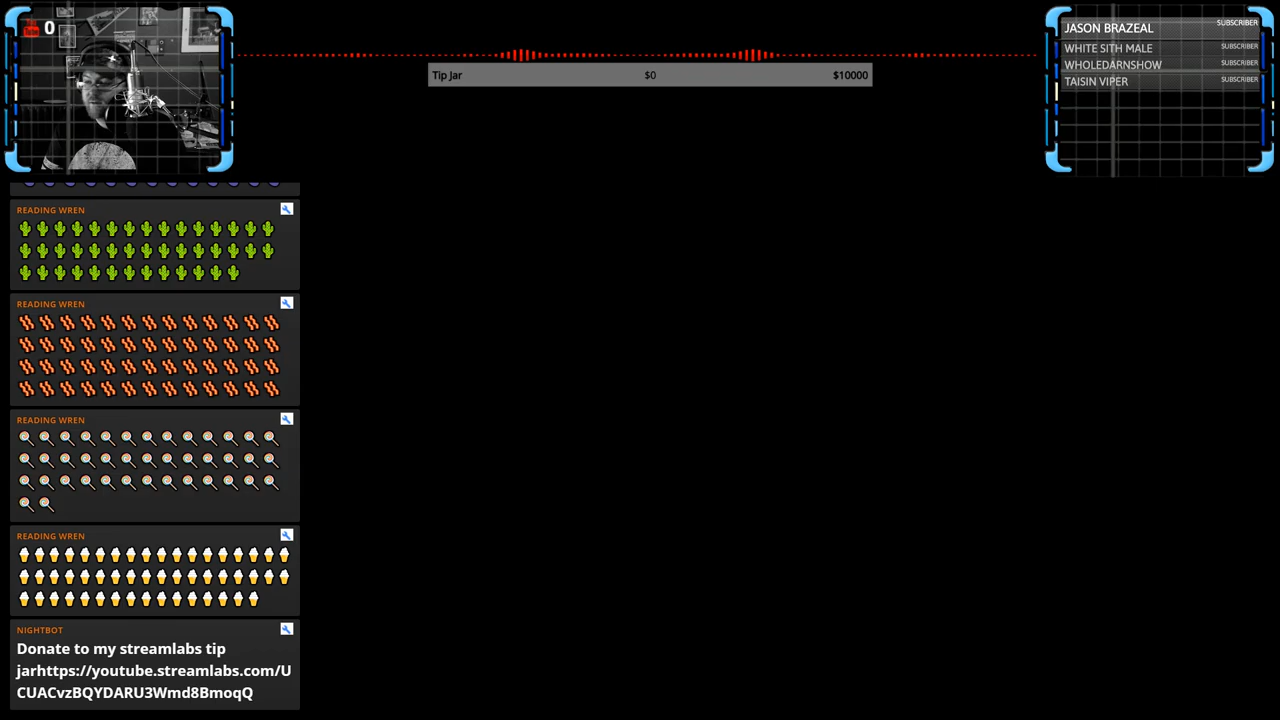 0
JASON BRAZEAL SUBSCRIBER
WHITE SITH MALE SUBSCRIBER
WHOLEDARNSHOW SUBSCRIBER
TAISIN VIPER SUBSCRIBER
Tip Jar $0 $10000
READING WREN
READING WREN
READING WREN
READING WREN
NIGHTBOT
Donate to my streamlabs tip
jarhttps://youtube.streamlabs.com/U
CUACvzBQYDARU3Wmd8BmoqQ